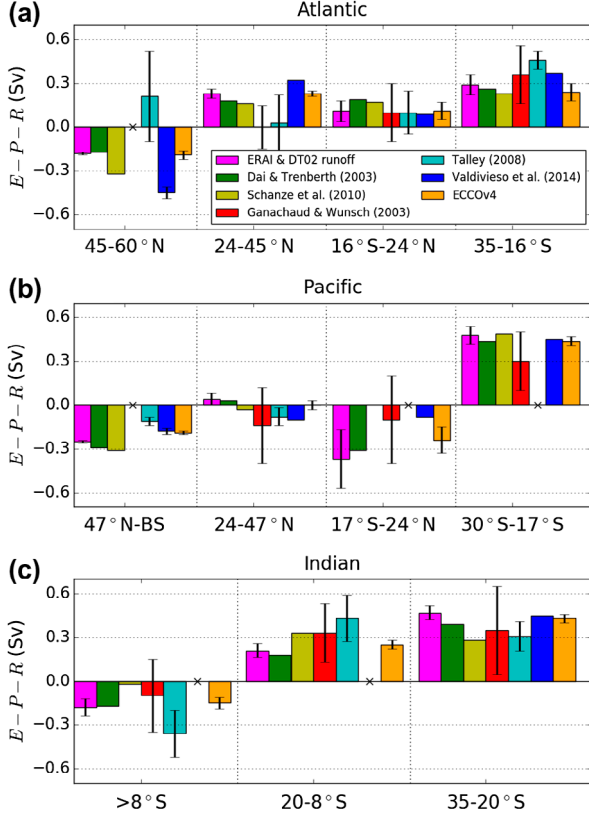 (a)
Atlantic
E − P − R (Sv)
0.6
0.3
0.0
−0.3
−0.6
ERAI & DT02 runoff
Dai & Trenberth (2003)
Schanze et al. (2010)
Ganachaud & Wunsch (2003)
Talley (2008)
Valdivieso et al. (2014)
ECCOv4
45-60°N 24-45°N 16°S-24°N 35-16°S
(b)
Pacific
E − P − R (Sv)
0.6
0.3
0.0
−0.3
−0.6
47°N-BS 24-47°N 17°S-24°N 30°S-17°S
(c)
Indian
E − P − R (Sv)
0.6
0.3
0.0
−0.3
−0.6
>8°S 20-8°S 35-20°S